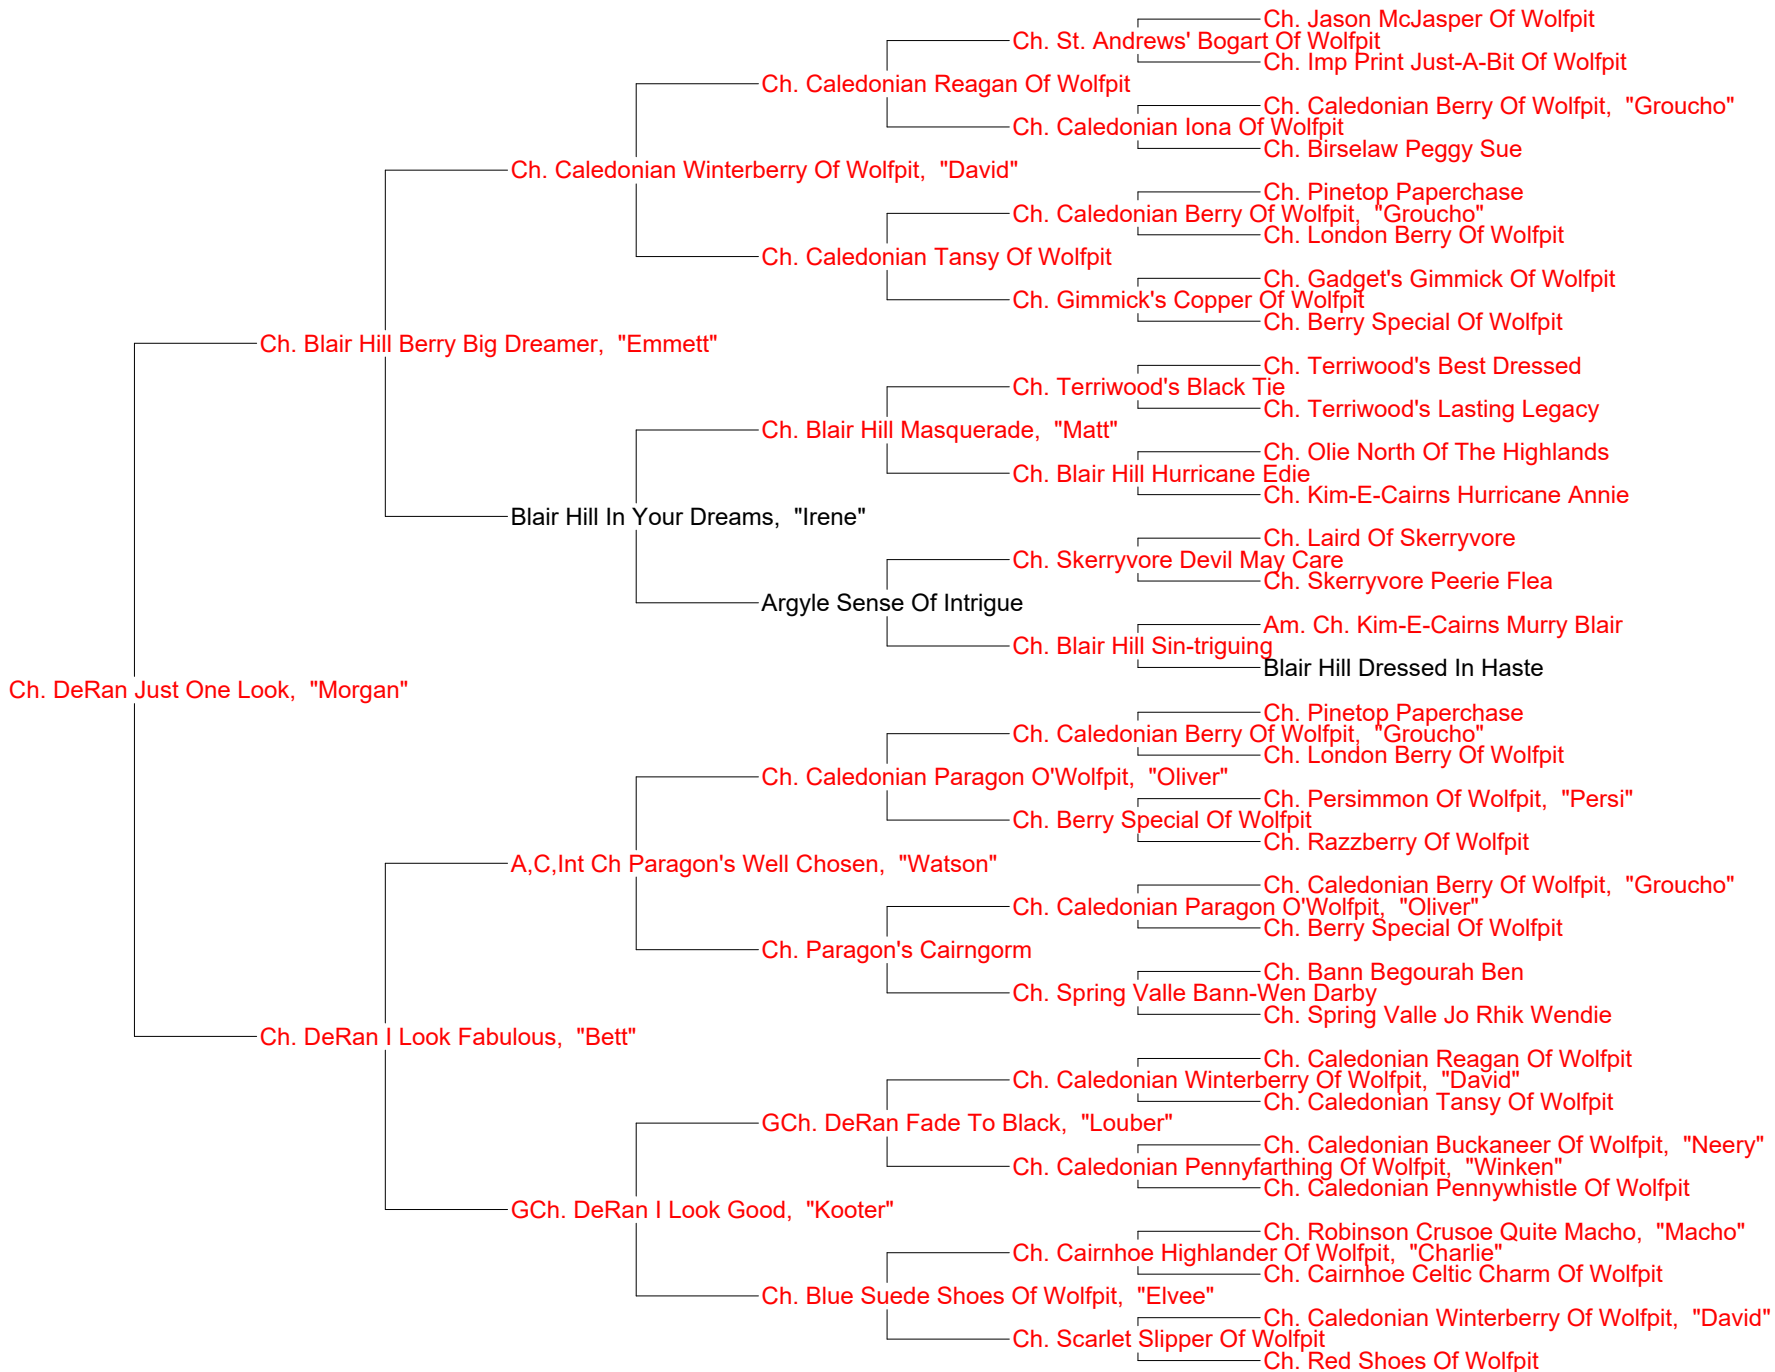 Ch. Jason McJasper Of Wolfpit
Ch. St. Andrews' Bogart Of Wolfpit
Ch. Imp Print Just-A-Bit Of Wolfpit
Ch. Caledonian Reagan Of Wolfpit
Ch. Caledonian Berry Of Wolfpit, "Groucho"
Ch. Caledonian Iona Of Wolfpit
Ch. Birselaw Peggy Sue
Ch. Caledonian Winterberry Of Wolfpit, "David"
Ch. Pinetop Paperchase
Ch. Caledonian Berry Of Wolfpit, "Groucho"
Ch. London Berry Of Wolfpit
Ch. Caledonian Tansy Of Wolfpit
Ch. Gadget's Gimmick Of Wolfpit
Ch. Gimmick's Copper Of Wolfpit
Ch. Berry Special Of Wolfpit
Ch. Blair Hill Berry Big Dreamer, "Emmett"
Ch. Terriwood's Best Dressed
Ch. Terriwood's Black Tie
Ch. Terriwood's Lasting Legacy
Ch. Blair Hill Masquerade, "Matt"
Ch. Olie North Of The Highlands
Ch. Blair Hill Hurricane Edie
Ch. Kim-E-Cairns Hurricane Annie
Blair Hill In Your Dreams, "Irene"
Ch. Laird Of Skerryvore
Ch. Skerryvore Devil May Care
Ch. Skerryvore Peerie Flea
Argyle Sense Of Intrigue
Am. Ch. Kim-E-Cairns Murry Blair
Ch. Blair Hill Sin-triguing
Blair Hill Dressed In Haste
Ch. DeRan Just One Look, "Morgan"
Ch. Pinetop Paperchase
Ch. Caledonian Berry Of Wolfpit, "Groucho"
Ch. London Berry Of Wolfpit
Ch. Caledonian Paragon O'Wolfpit, "Oliver"
Ch. Persimmon Of Wolfpit, "Persi"
Ch. Berry Special Of Wolfpit
Ch. Razzberry Of Wolfpit
A,C,Int Ch Paragon's Well Chosen, "Watson"
Ch. Caledonian Berry Of Wolfpit, "Groucho"
Ch. Caledonian Paragon O'Wolfpit, "Oliver"
Ch. Berry Special Of Wolfpit
Ch. Paragon's Cairngorm
Ch. Bann Begourah Ben
Ch. Spring Valle Bann-Wen Darby
Ch. Spring Valle Jo Rhik Wendie
Ch. DeRan I Look Fabulous, "Bett"
Ch. Caledonian Reagan Of Wolfpit
Ch. Caledonian Winterberry Of Wolfpit, "David"
Ch. Caledonian Tansy Of Wolfpit
GCh. DeRan Fade To Black, "Louber"
Ch. Caledonian Buckaneer Of Wolfpit, "Neery"
Ch. Caledonian Pennyfarthing Of Wolfpit, "Winken"
Ch. Caledonian Pennywhistle Of Wolfpit
GCh. DeRan I Look Good, "Kooter"
Ch. Robinson Crusoe Quite Macho, "Macho"
Ch. Cairnhoe Highlander Of Wolfpit, "Charlie"
Ch. Cairnhoe Celtic Charm Of Wolfpit
Ch. Blue Suede Shoes Of Wolfpit, "Elvee"
Ch. Caledonian Winterberry Of Wolfpit, "David"
Ch. Scarlet Slipper Of Wolfpit
Ch. Red Shoes Of Wolfpit